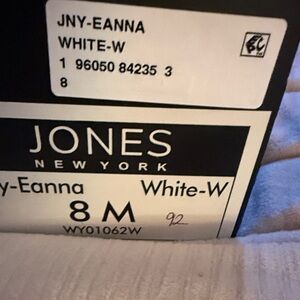 JNY-EANNA
WHITE-W
1 96050 84235 3
8
JONES
NEW YORK
y-Eanna White-W
8 M 92
WY01062W